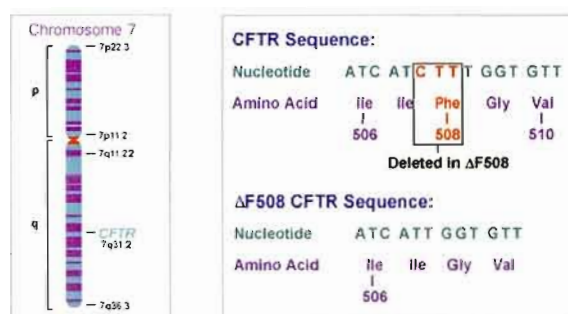 Chromosome 7
7p22.3
p
7p11.2
7q11.22
q
CFTR
7q31.2
7q36.3
CFTR Sequence:
Nucleotide ATC ATC TTT GGT GTT
Amino Acid Ile Ile Phe Gly Val
506 508 510
Deleted in ΔF508
ΔF508 CFTR Sequence:
Nucleotide ATC ATT GGT GTT
Amino Acid Ile Ile Gly Val
506